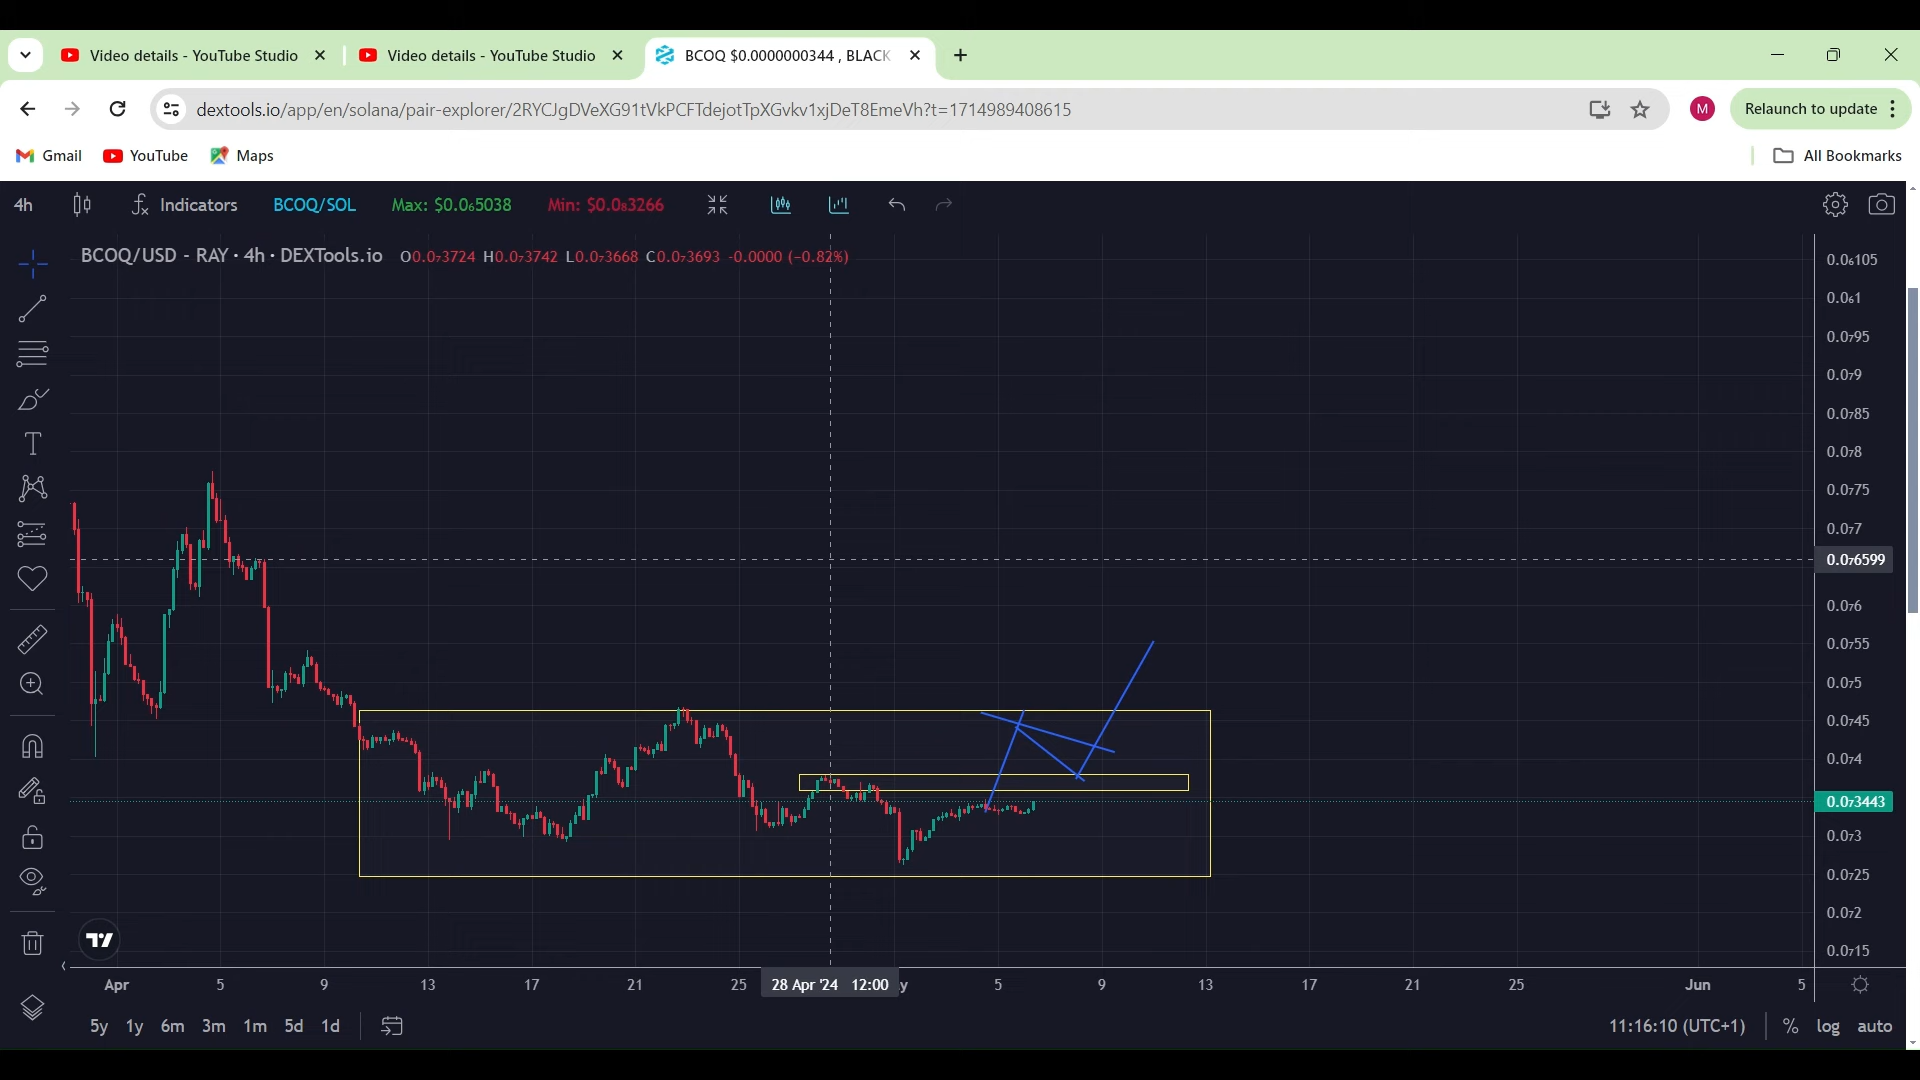 Video details - YouTube Studio
Video details - YouTube Studio
BCOQ $0.0000000344 , BLACK
dextools.io/app/en/solana/pair-explorer/2RYCJgDVeXG91tVkPCFTdejotTpXGvkv1xjDeT8EmeVh?t=1714989408615
M
Relaunch to update
Gmail
YouTube
Maps
All Bookmarks
4h
Indicators
BCOQ/SOL
Max: $0.0₆5038
Min: $0.0₈3266
BCOQ/USD - RAY · 4h · DEXTools.io
O0.0₇3724 H0.0₇3742 L0.0₇3668 C0.0₇3693 -0.0000 (−0.82%)
0.0₆105
0.0₆1
0.0₇95
0.0₇9
0.0₇85
0.0₇8
0.0₇75
0.0₇7
0.0₇6599
0.0₇6
0.0₇55
0.0₇5
0.0₇45
0.0₇4
0.0₇3443
0.0₇3
0.0₇25
0.0₇2
0.0₇15
Apr 5 9 13 17 21 25 28 Apr '24 12:00 y 5 9 13 17 21 25 Jun 5
5y 1y 6m 3m 1m 5d 1d
11:16:10 (UTC+1) % log auto